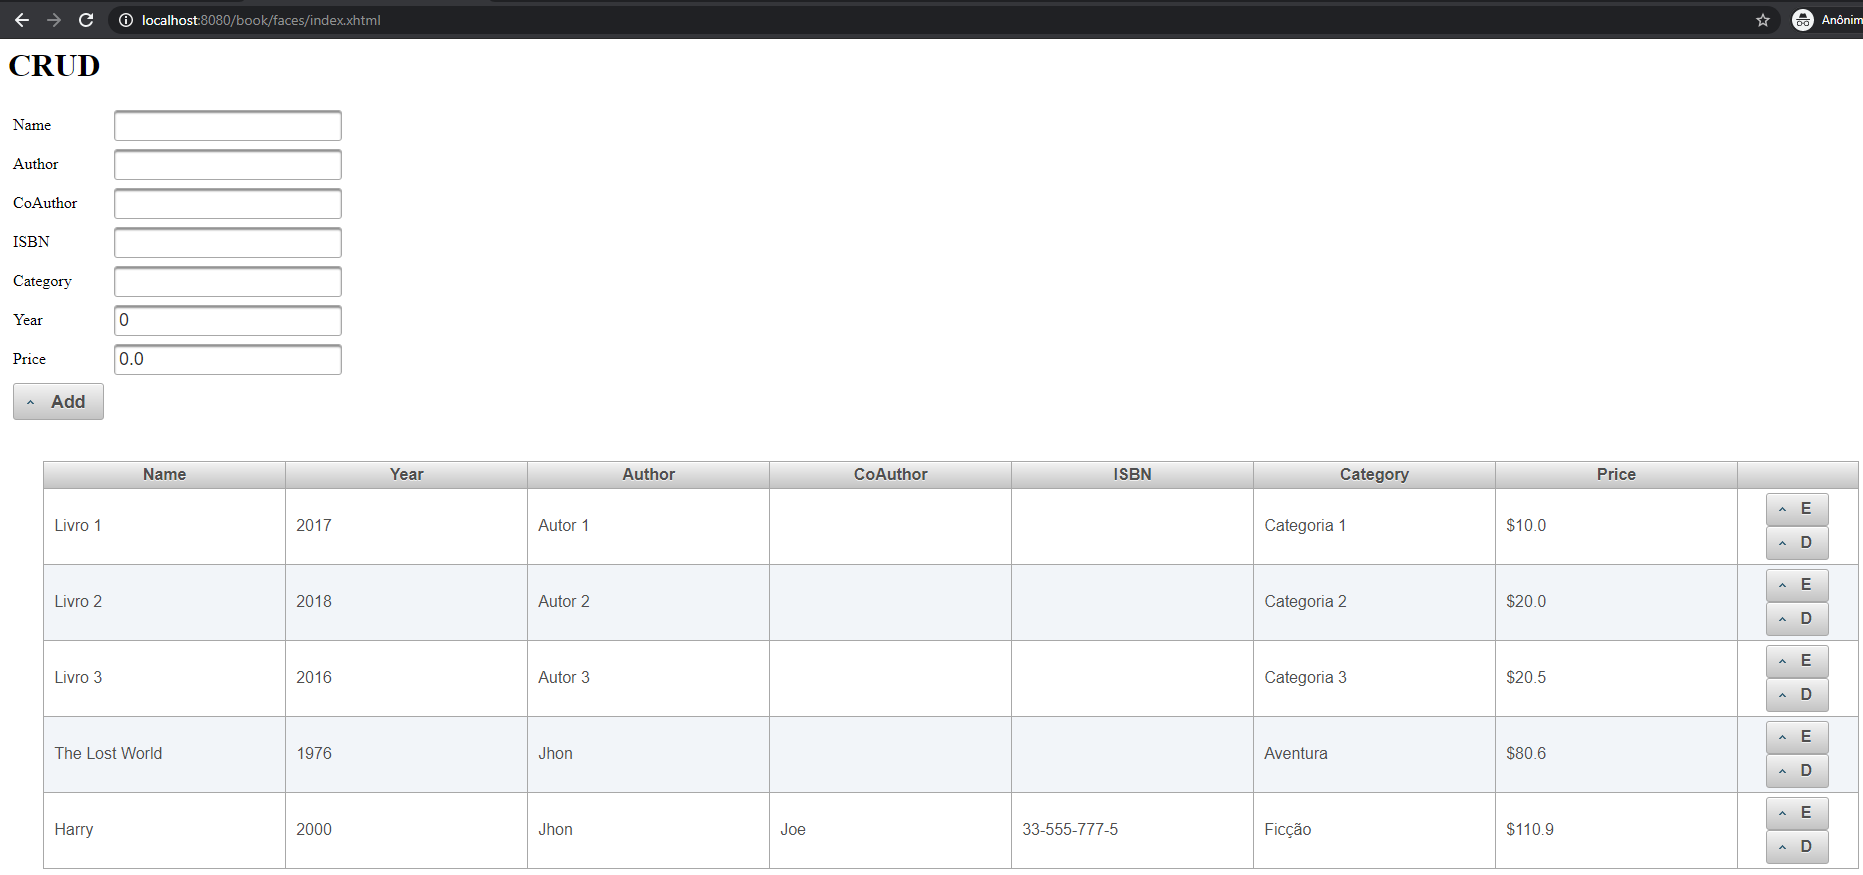 localhost:8080/book/faces/index.xhtml Anônim
CRUD
Name
Author
CoAuthor
ISBN
Category
Year 0
Price 0.0
Add
Name Year Author CoAuthor ISBN Category Price
Livro 1 2017 Autor 1 Categoria 1 $10.0 E
D
Livro 2 2018 Autor 2 Categoria 2 $20.0 E
D
Livro 3 2016 Autor 3 Categoria 3 $20.5 E
D
The Lost World 1976 Jhon Aventura $80.6 E
D
Harry 2000 Jhon Joe 33-555-777-5 Ficção $110.9 E
D